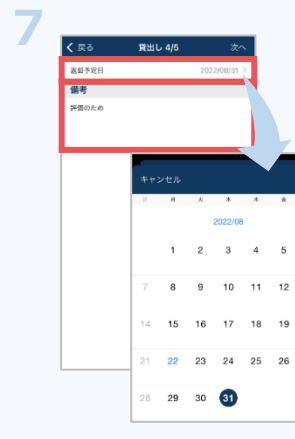 7
く 戻る 貸出し 4/5 次へ
返却予定日 2022/08/31 >
備考
評価のため
キャンセル
日 月 火 水 木 金
2022/08
1 2 3 4 5
7 8 9 10 11 12
14 15 16 17 18 19
21 22 23 24 25 26
28 29 30 31